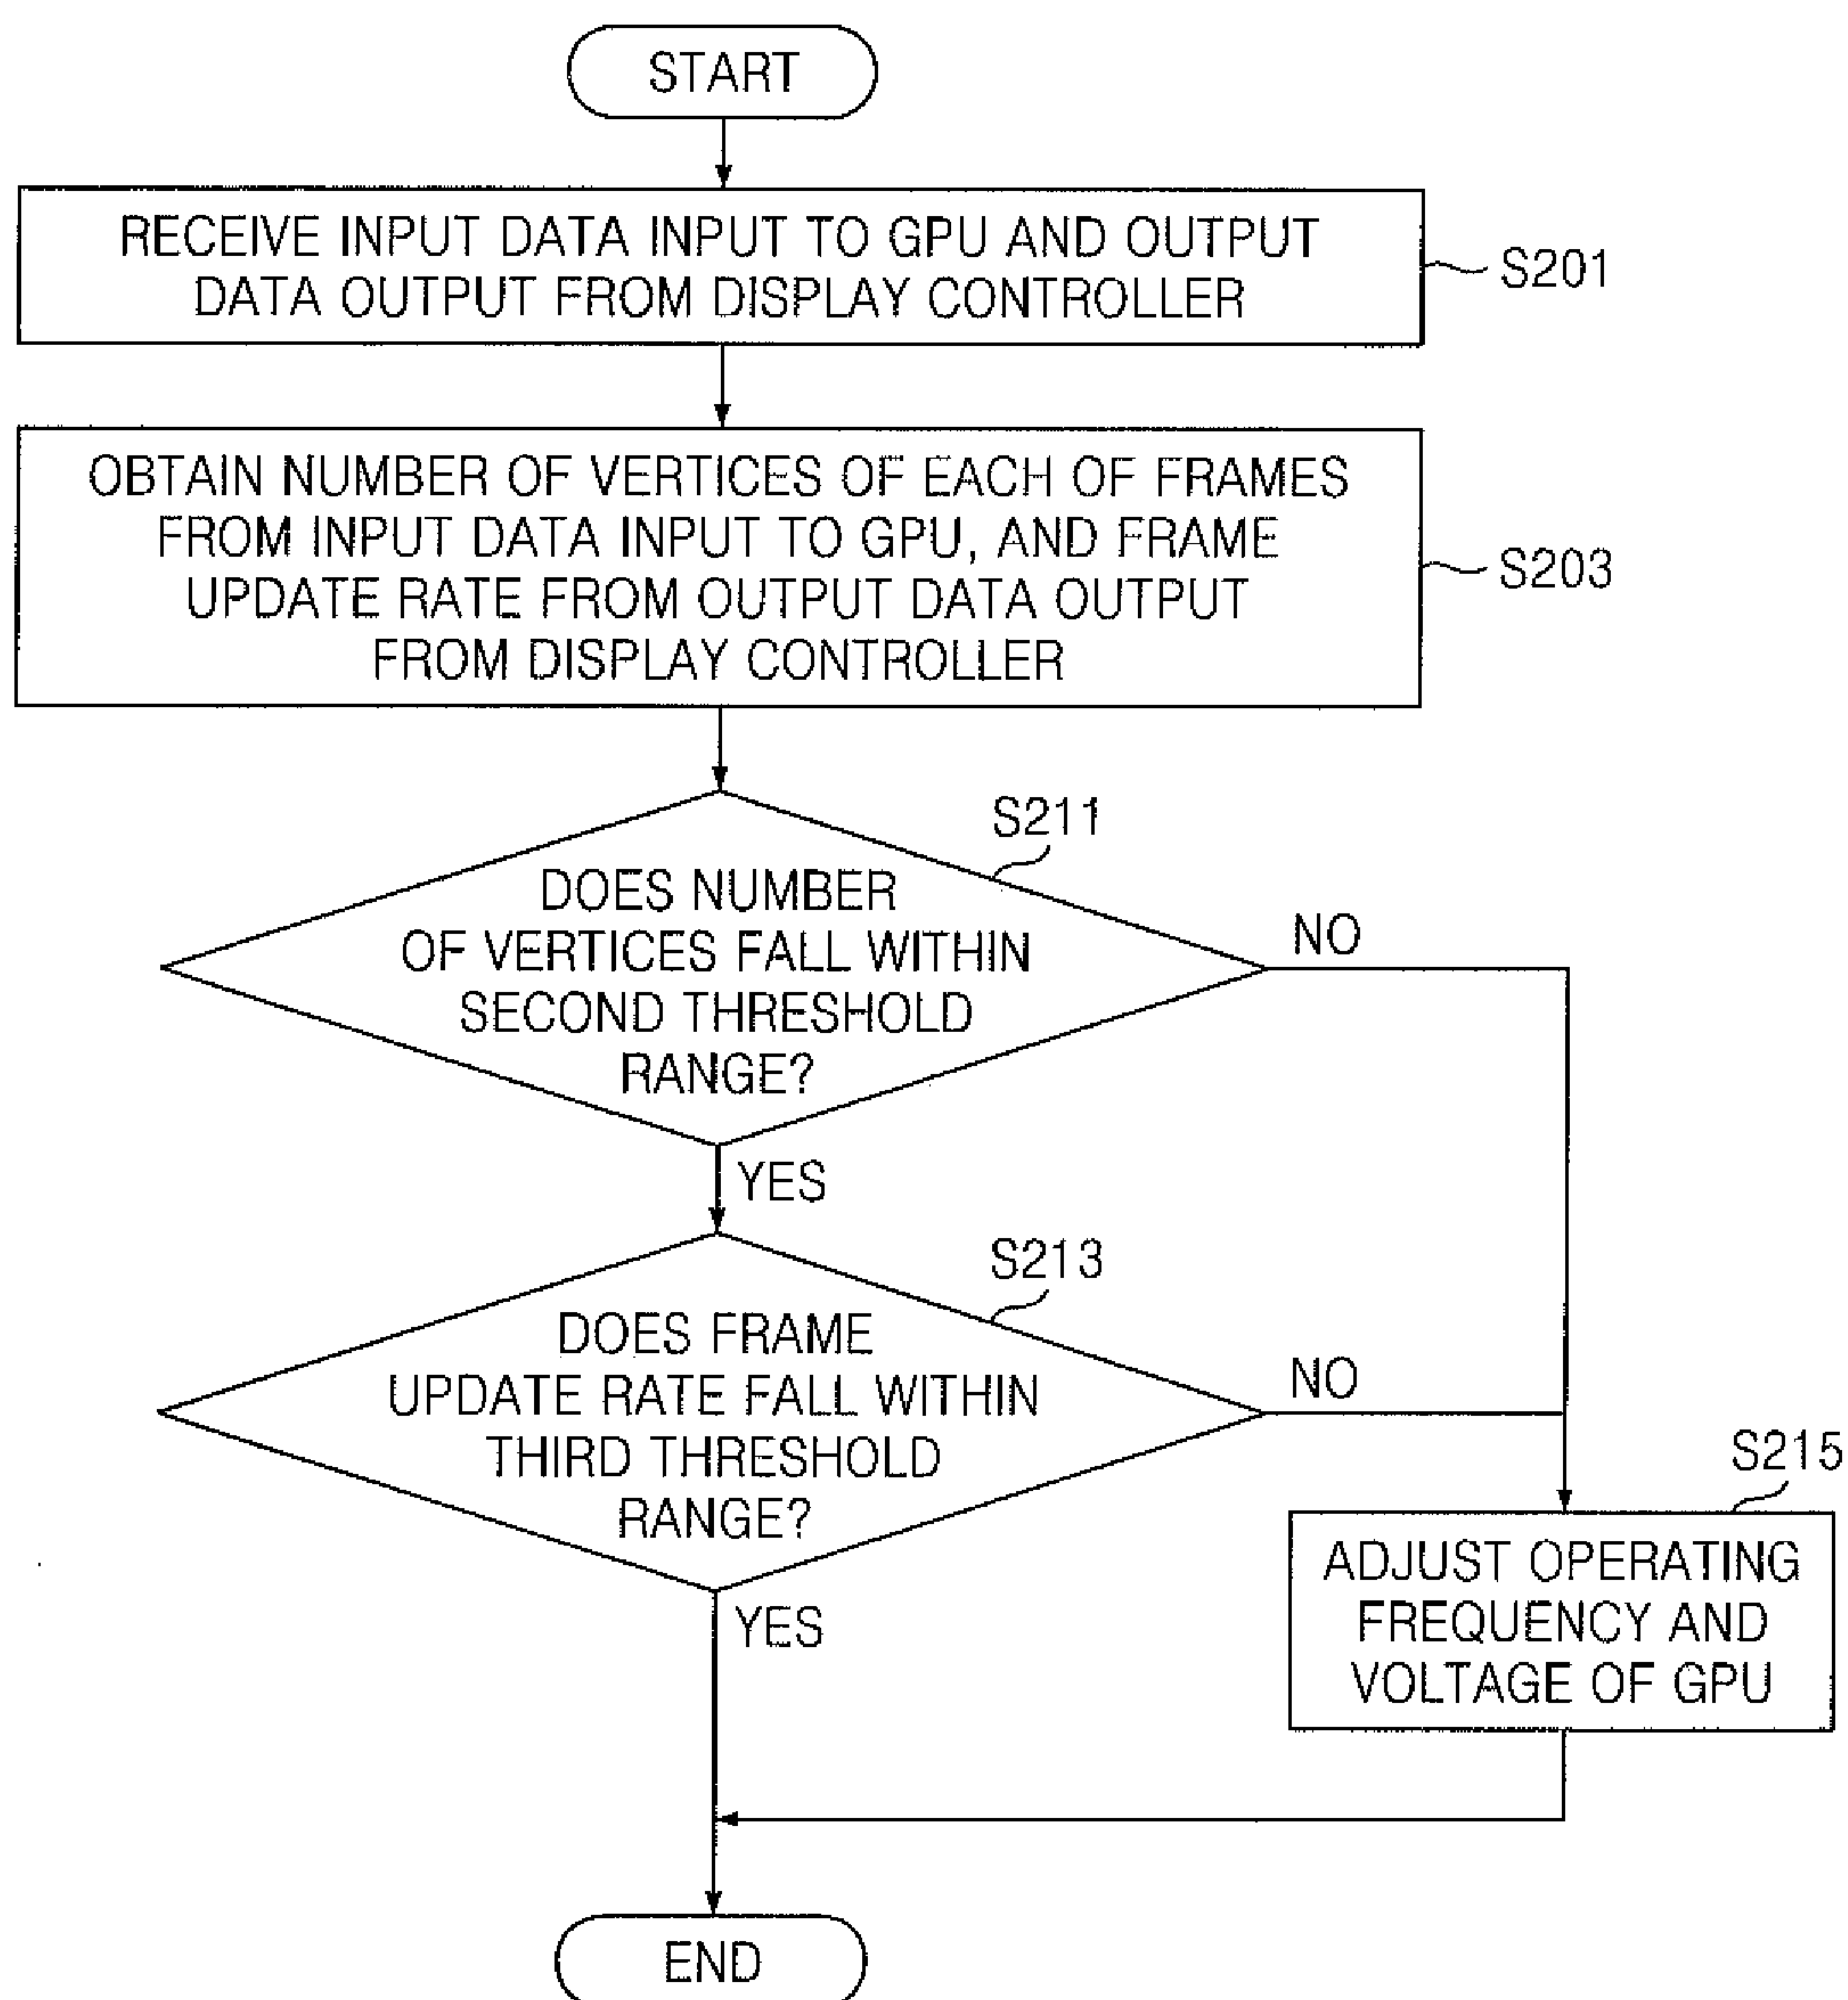 START
RECEIVE INPUT DATA INPUT TO GPU AND OUTPUT
DATA OUTPUT FROM DISPLAY CONTROLLER
S201
OBTAIN NUMBER OF VERTICES OF EACH OF FRAMES
FROM INPUT DATA INPUT TO GPU, AND FRAME
UPDATE RATE FROM OUTPUT DATA OUTPUT
FROM DISPLAY CONTROLLER
S203
S211
DOES NUMBER
OF VERTICES FALL WITHIN
SECOND THRESHOLD
RANGE?
NO
YES
S213
DOES FRAME
UPDATE RATE FALL WITHIN
THIRD THRESHOLD
RANGE?
NO
YES
S215
ADJUST OPERATING
FREQUENCY AND
VOLTAGE OF GPU
END